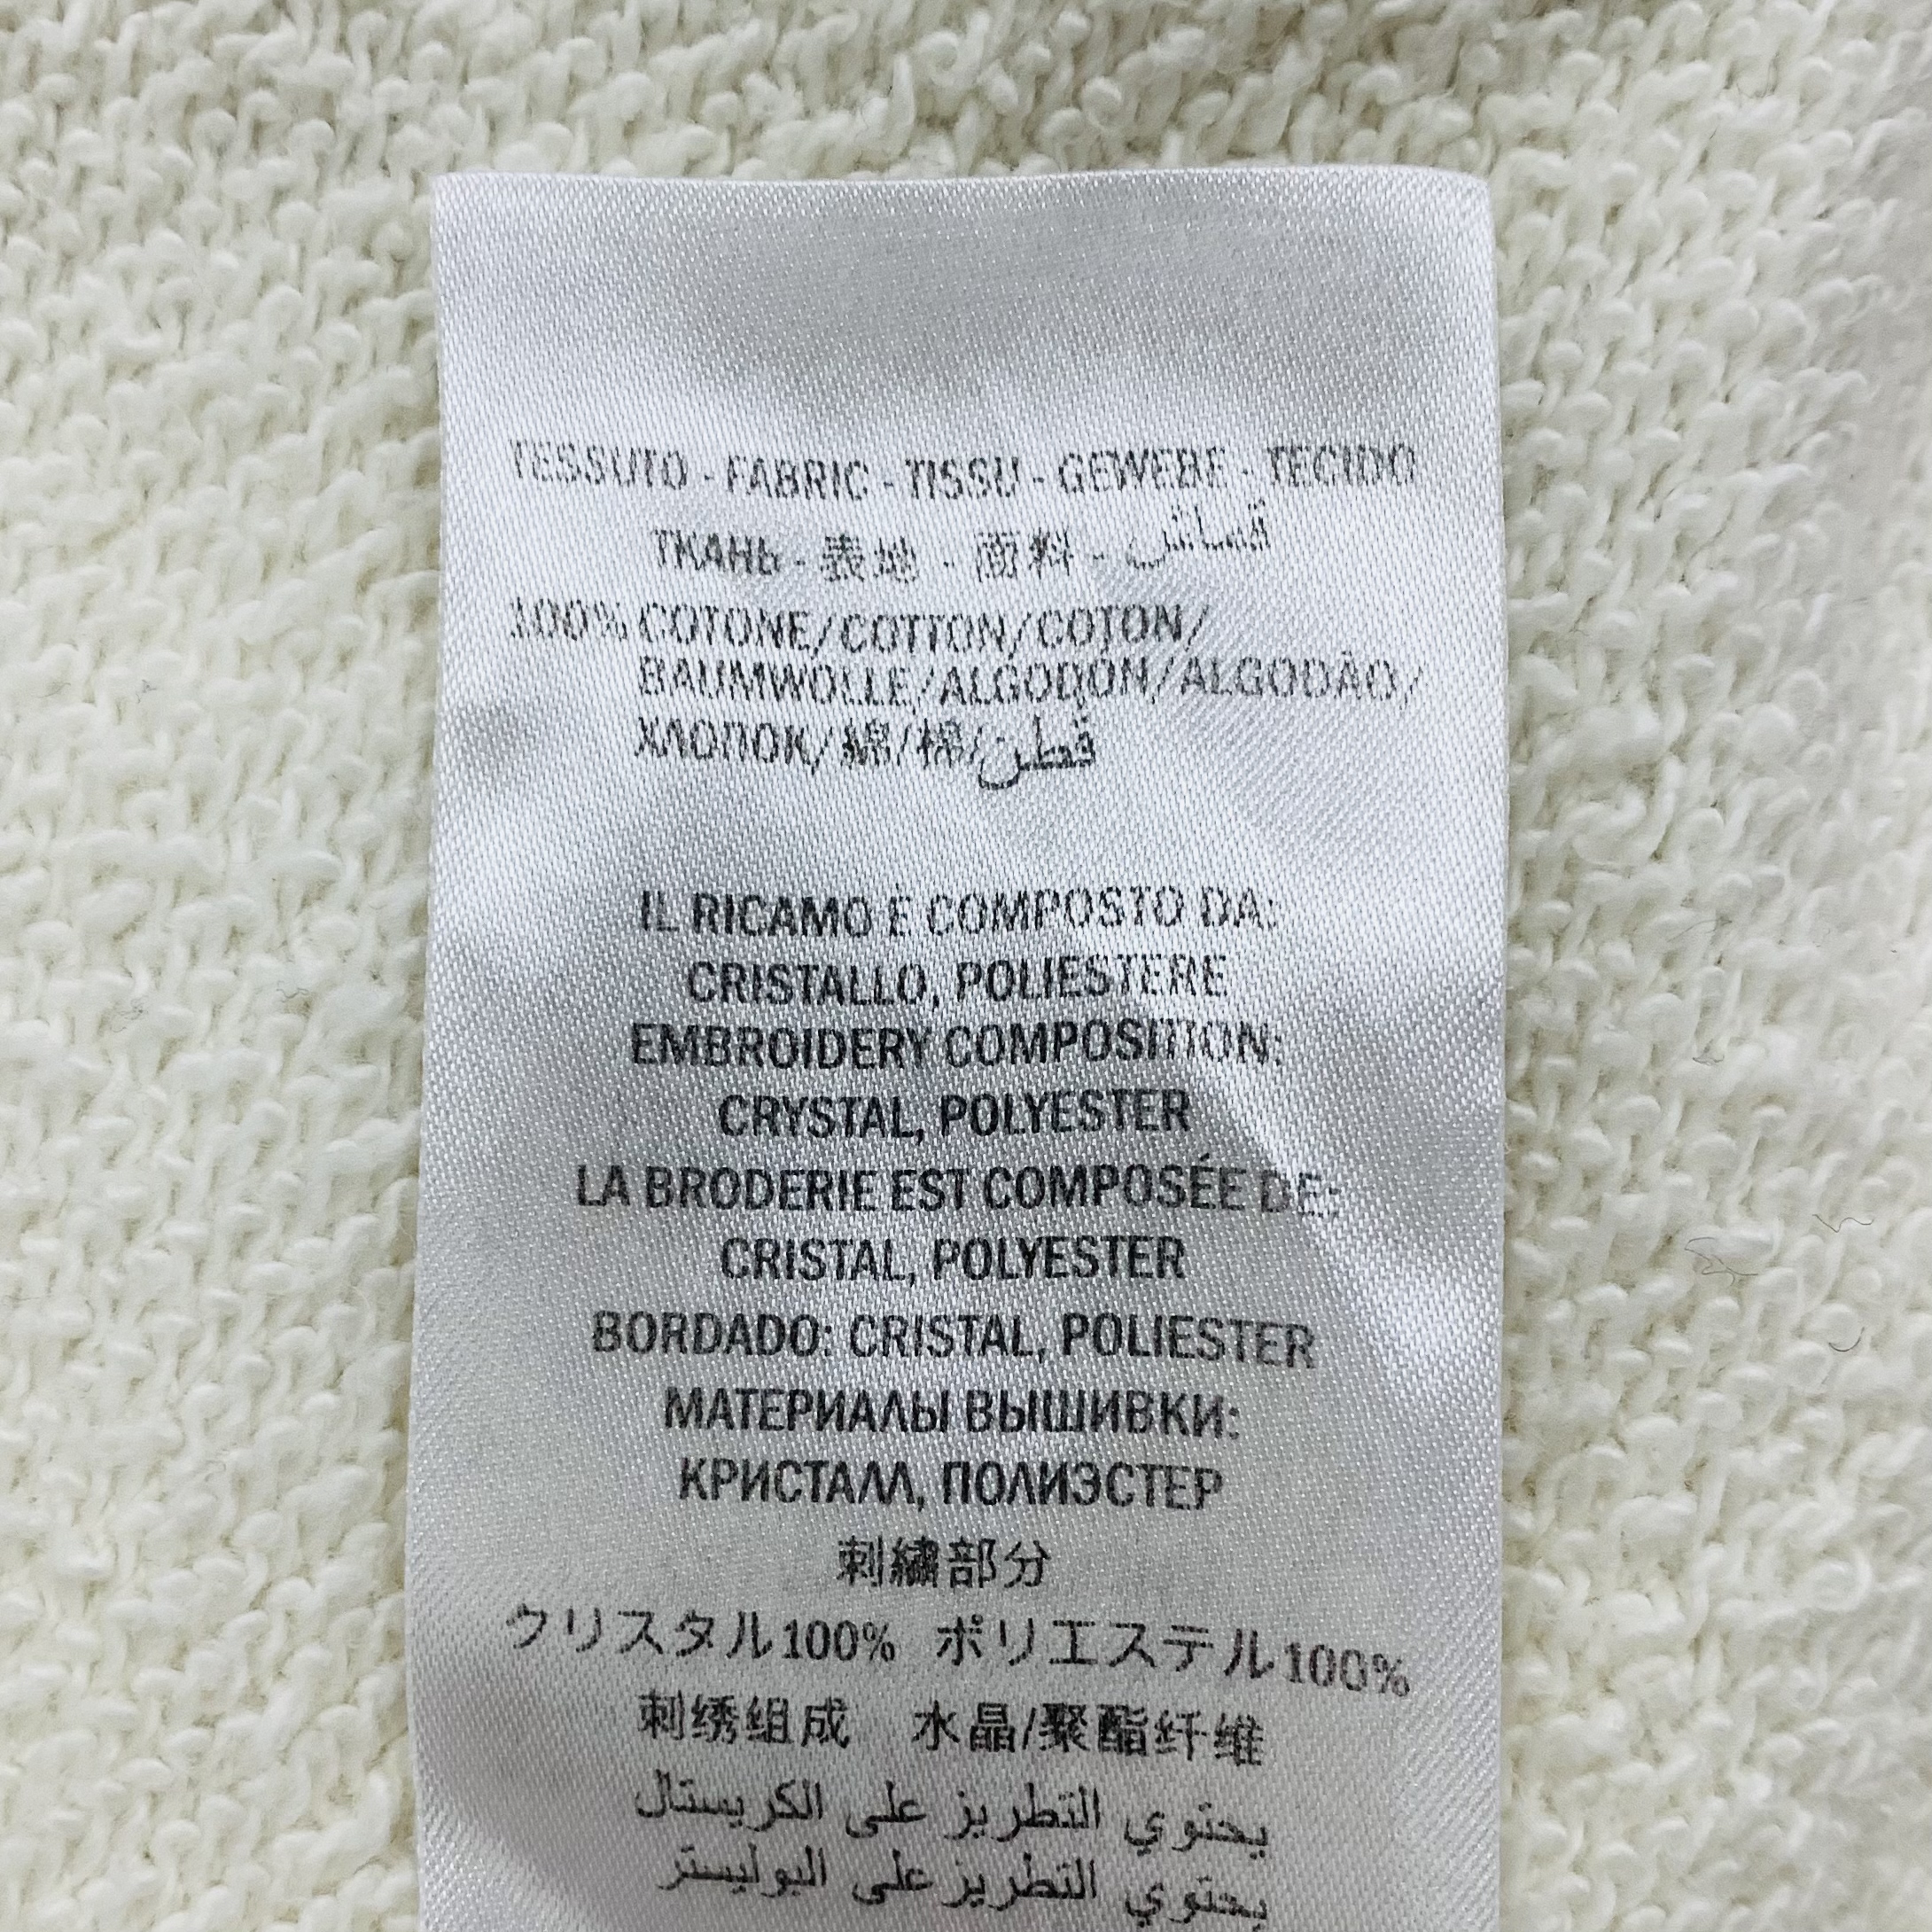 TESSUTO - FABRIC - TISSU - GEWEBE - TECIDO
ТКАНЬ - 表地 - 面料 - قماش
100% COTONE/COTTON/COTON/
BAUMWOLLE/ALGODÓN/ALGODÃO/
ХЛОПОК/綿/棉/قطن
IL RICAMO È COMPOSTO DA:
CRISTALLO, POLIESTERE
EMBROIDERY COMPOSITION:
CRYSTAL, POLYESTER
LA BRODERIE EST COMPOSÉE DE:
CRISTAL, POLYESTER
BORDADO: CRISTAL, POLIESTER
МАТЕРИАЛЫ ВЫШИВКИ:
КРИСТАЛЛ, ПОЛИЭСТЕР
刺繍部分
クリスタル100% ポリエステル100%
刺绣组成 水晶/聚酯纤维
يحتوي التطريز على الكريستال
يحتوي التطريز على البوليستر